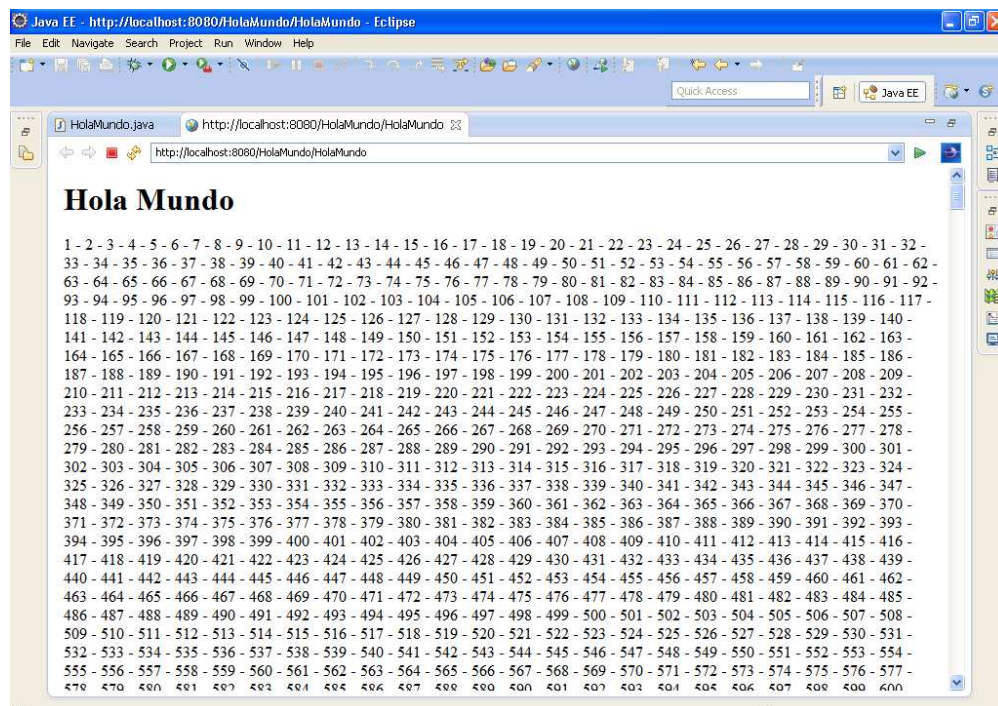 Java EE - http://localhost:8080/HolaMundo/HolaMundo - Eclipse
File Edit Navigate Search Project Run Window Help
Quick Access
Java EE
HolaMundo.java http://localhost:8080/HolaMundo/HolaMundo
http://localhost:8080/HolaMundo/HolaMundo
Hola Mundo
1 - 2 - 3 - 4 - 5 - 6 - 7 - 8 - 9 - 10 - 11 - 12 - 13 - 14 - 15 - 16 - 17 - 18 - 19 - 20 - 21 - 22 - 23 - 24 - 25 - 26 - 27 - 28 - 29 - 30 - 31 - 32 -
33 - 34 - 35 - 36 - 37 - 38 - 39 - 40 - 41 - 42 - 43 - 44 - 45 - 46 - 47 - 48 - 49 - 50 - 51 - 52 - 53 - 54 - 55 - 56 - 57 - 58 - 59 - 60 - 61 - 62 -
63 - 64 - 65 - 66 - 67 - 68 - 69 - 70 - 71 - 72 - 73 - 74 - 75 - 76 - 77 - 78 - 79 - 80 - 81 - 82 - 83 - 84 - 85 - 86 - 87 - 88 - 89 - 90 - 91 - 92 -
93 - 94 - 95 - 96 - 97 - 98 - 99 - 100 - 101 - 102 - 103 - 104 - 105 - 106 - 107 - 108 - 109 - 110 - 111 - 112 - 113 - 114 - 115 - 116 - 117 -
118 - 119 - 120 - 121 - 122 - 123 - 124 - 125 - 126 - 127 - 128 - 129 - 130 - 131 - 132 - 133 - 134 - 135 - 136 - 137 - 138 - 139 - 140 -
141 - 142 - 143 - 144 - 145 - 146 - 147 - 148 - 149 - 150 - 151 - 152 - 153 - 154 - 155 - 156 - 157 - 158 - 159 - 160 - 161 - 162 - 163 -
164 - 165 - 166 - 167 - 168 - 169 - 170 - 171 - 172 - 173 - 174 - 175 - 176 - 177 - 178 - 179 - 180 - 181 - 182 - 183 - 184 - 185 - 186 -
187 - 188 - 189 - 190 - 191 - 192 - 193 - 194 - 195 - 196 - 197 - 198 - 199 - 200 - 201 - 202 - 203 - 204 - 205 - 206 - 207 - 208 - 209 -
210 - 211 - 212 - 213 - 214 - 215 - 216 - 217 - 218 - 219 - 220 - 221 - 222 - 223 - 224 - 225 - 226 - 227 - 228 - 229 - 230 - 231 - 232 -
233 - 234 - 235 - 236 - 237 - 238 - 239 - 240 - 241 - 242 - 243 - 244 - 245 - 246 - 247 - 248 - 249 - 250 - 251 - 252 - 253 - 254 - 255 -
256 - 257 - 258 - 259 - 260 - 261 - 262 - 263 - 264 - 265 - 266 - 267 - 268 - 269 - 270 - 271 - 272 - 273 - 274 - 275 - 276 - 277 - 278 -
279 - 280 - 281 - 282 - 283 - 284 - 285 - 286 - 287 - 288 - 289 - 290 - 291 - 292 - 293 - 294 - 295 - 296 - 297 - 298 - 299 - 300 - 301 -
302 - 303 - 304 - 305 - 306 - 307 - 308 - 309 - 310 - 311 - 312 - 313 - 314 - 315 - 316 - 317 - 318 - 319 - 320 - 321 - 322 - 323 - 324 -
325 - 326 - 327 - 328 - 329 - 330 - 331 - 332 - 333 - 334 - 335 - 336 - 337 - 338 - 339 - 340 - 341 - 342 - 343 - 344 - 345 - 346 - 347 -
348 - 349 - 350 - 351 - 352 - 353 - 354 - 355 - 356 - 357 - 358 - 359 - 360 - 361 - 362 - 363 - 364 - 365 - 366 - 367 - 368 - 369 - 370 -
371 - 372 - 373 - 374 - 375 - 376 - 377 - 378 - 379 - 380 - 381 - 382 - 383 - 384 - 385 - 386 - 387 - 388 - 389 - 390 - 391 - 392 - 393 -
394 - 395 - 396 - 397 - 398 - 399 - 400 - 401 - 402 - 403 - 404 - 405 - 406 - 407 - 408 - 409 - 410 - 411 - 412 - 413 - 414 - 415 - 416 -
417 - 418 - 419 - 420 - 421 - 422 - 423 - 424 - 425 - 426 - 427 - 428 - 429 - 430 - 431 - 432 - 433 - 434 - 435 - 436 - 437 - 438 - 439 -
440 - 441 - 442 - 443 - 444 - 445 - 446 - 447 - 448 - 449 - 450 - 451 - 452 - 453 - 454 - 455 - 456 - 457 - 458 - 459 - 460 - 461 - 462 -
463 - 464 - 465 - 466 - 467 - 468 - 469 - 470 - 471 - 472 - 473 - 474 - 475 - 476 - 477 - 478 - 479 - 480 - 481 - 482 - 483 - 484 - 485 -
486 - 487 - 488 - 489 - 490 - 491 - 492 - 493 - 494 - 495 - 496 - 497 - 498 - 499 - 500 - 501 - 502 - 503 - 504 - 505 - 506 - 507 - 508 -
509 - 510 - 511 - 512 - 513 - 514 - 515 - 516 - 517 - 518 - 519 - 520 - 521 - 522 - 523 - 524 - 525 - 526 - 527 - 528 - 529 - 530 - 531 -
532 - 533 - 534 - 535 - 536 - 537 - 538 - 539 - 540 - 541 - 542 - 543 - 544 - 545 - 546 - 547 - 548 - 549 - 550 - 551 - 552 - 553 - 554 -
555 - 556 - 557 - 558 - 559 - 560 - 561 - 562 - 563 - 564 - 565 - 566 - 567 - 568 - 569 - 570 - 571 - 572 - 573 - 574 - 575 - 576 - 577 -
578 579 580 581 582 583 584 585 586 587 588 589 590 591 592 593 594 595 596 597 598 599 600